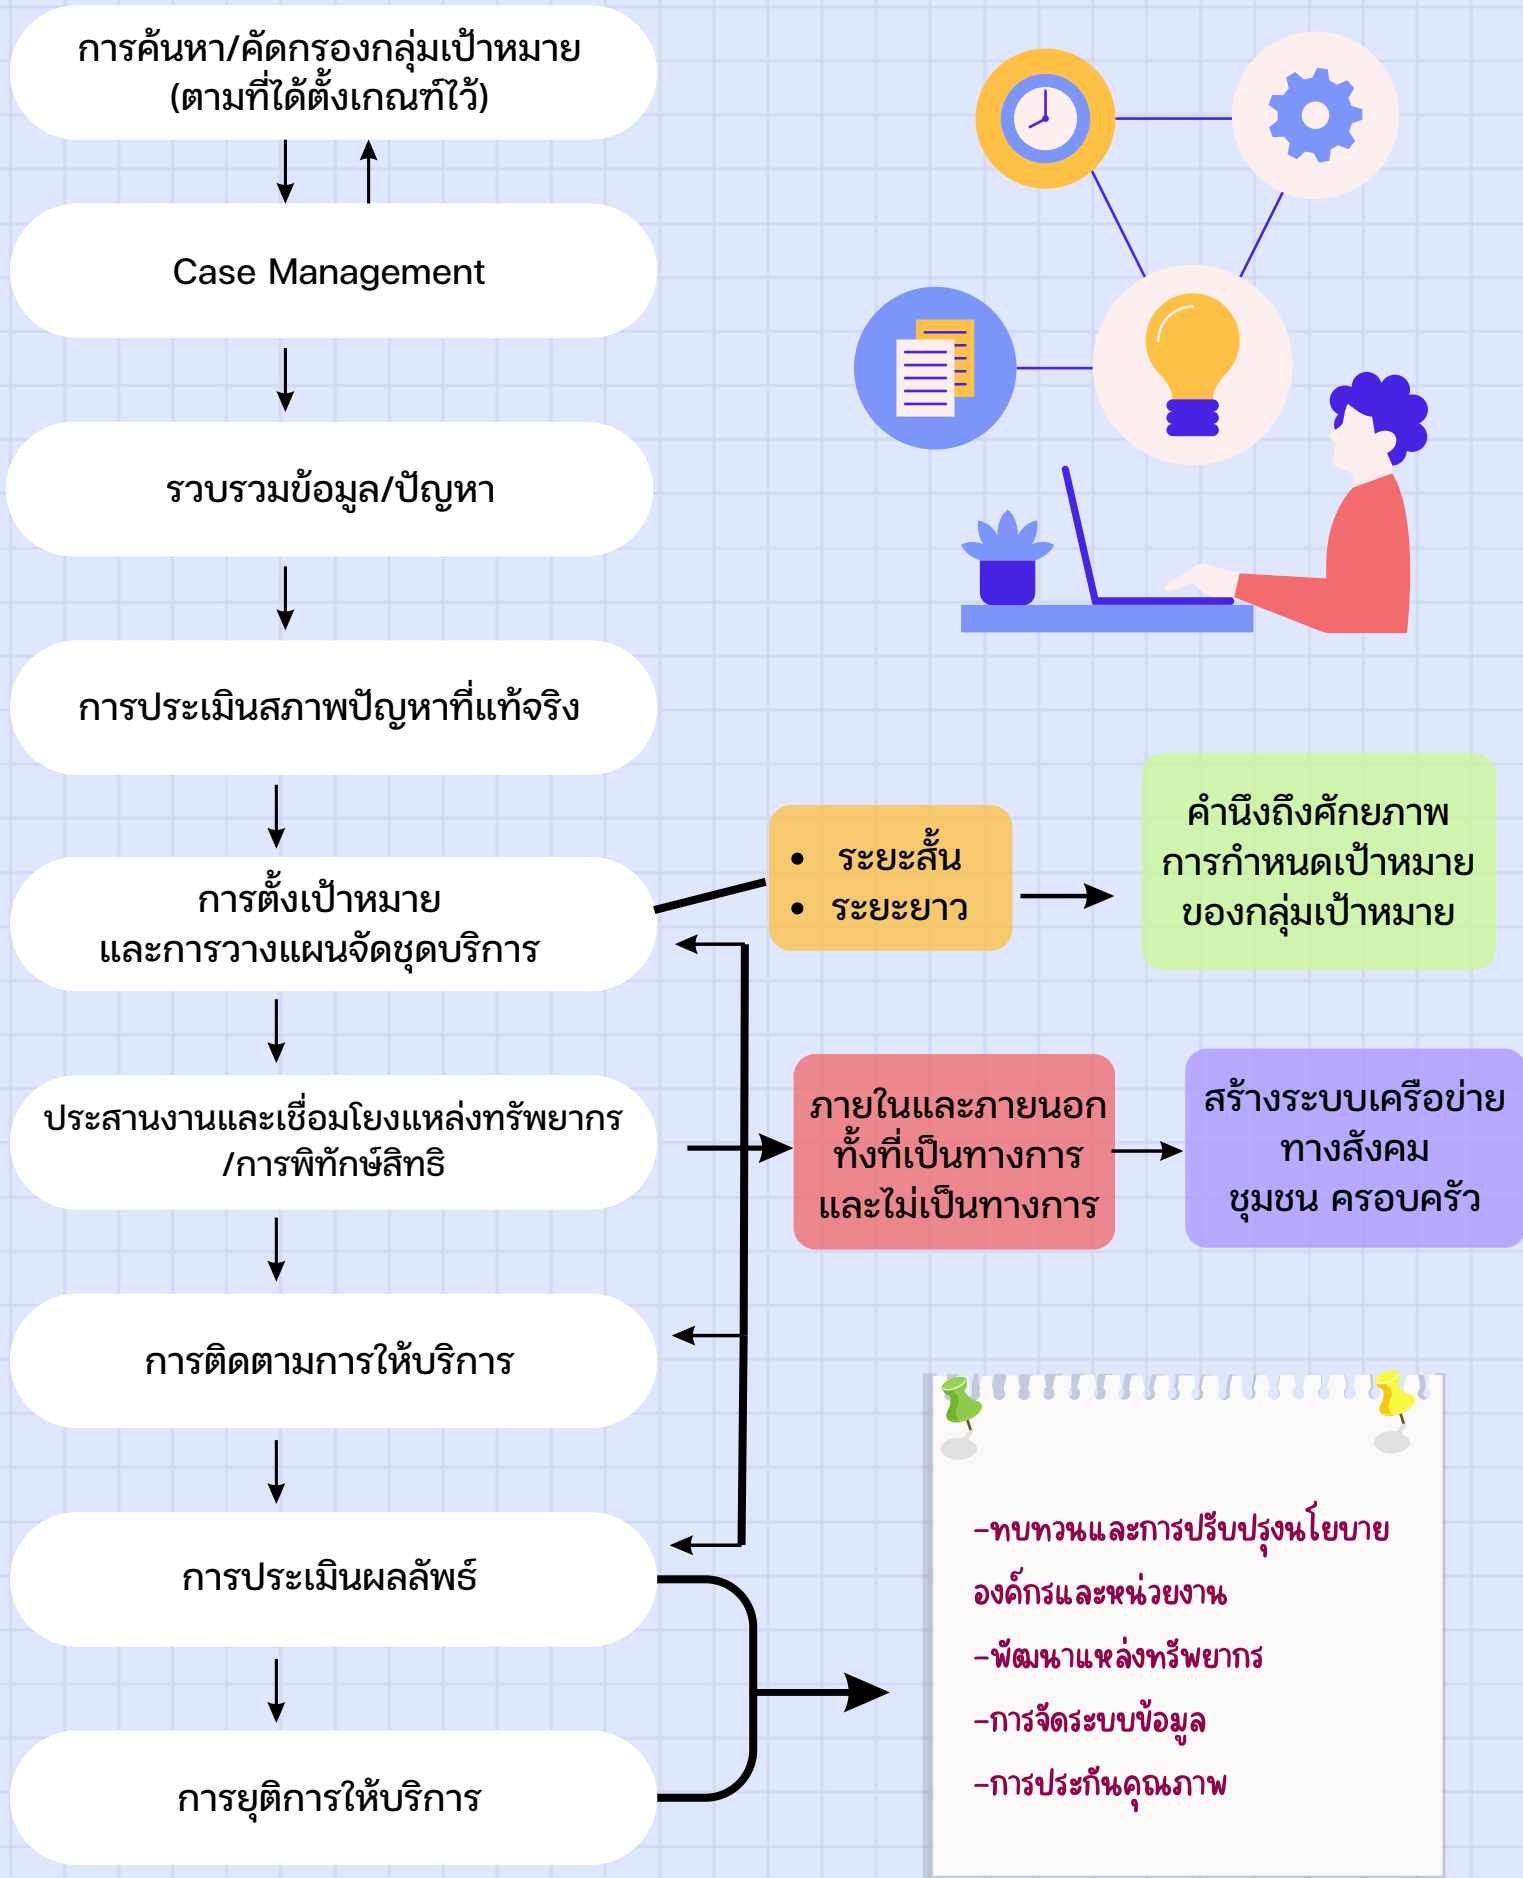 การค้นหา/คัดกรองกลุ่มเป้าหมาย
(ตามที่ได้ตั้งเกณฑ์ไว้)
Case Management
รวบรวมข้อมูล/ปัญหา
การประเมินสภาพปัญหาที่แท้จริง
การตั้งเป้าหมาย
และการวางแผนจัดชุดบริการ
• ระยะสั้น
• ระยะยาว
คำนึงถึงศักยภาพ
การกำหนดเป้าหมาย
ของกลุ่มเป้าหมาย
ประสานงานและเชื่อมโยงแหล่งทรัพยากร
/การพิทักษ์สิทธิ
ภายในและภายนอก
ทั้งที่เป็นทางการ
และไม่เป็นทางการ
สร้างระบบเครือข่าย
ทางสังคม
ชุมชน ครอบครัว
การติดตามการให้บริการ
การประเมินผลลัพธ์
การยุติการให้บริการ
-ทบทวนและการปรับปรุงนโยบาย
องค์กรและหน่วยงาน
-พัฒนาแหล่งทรัพยากร
-การจัดระบบข้อมูล
-การประกันคุณภาพ